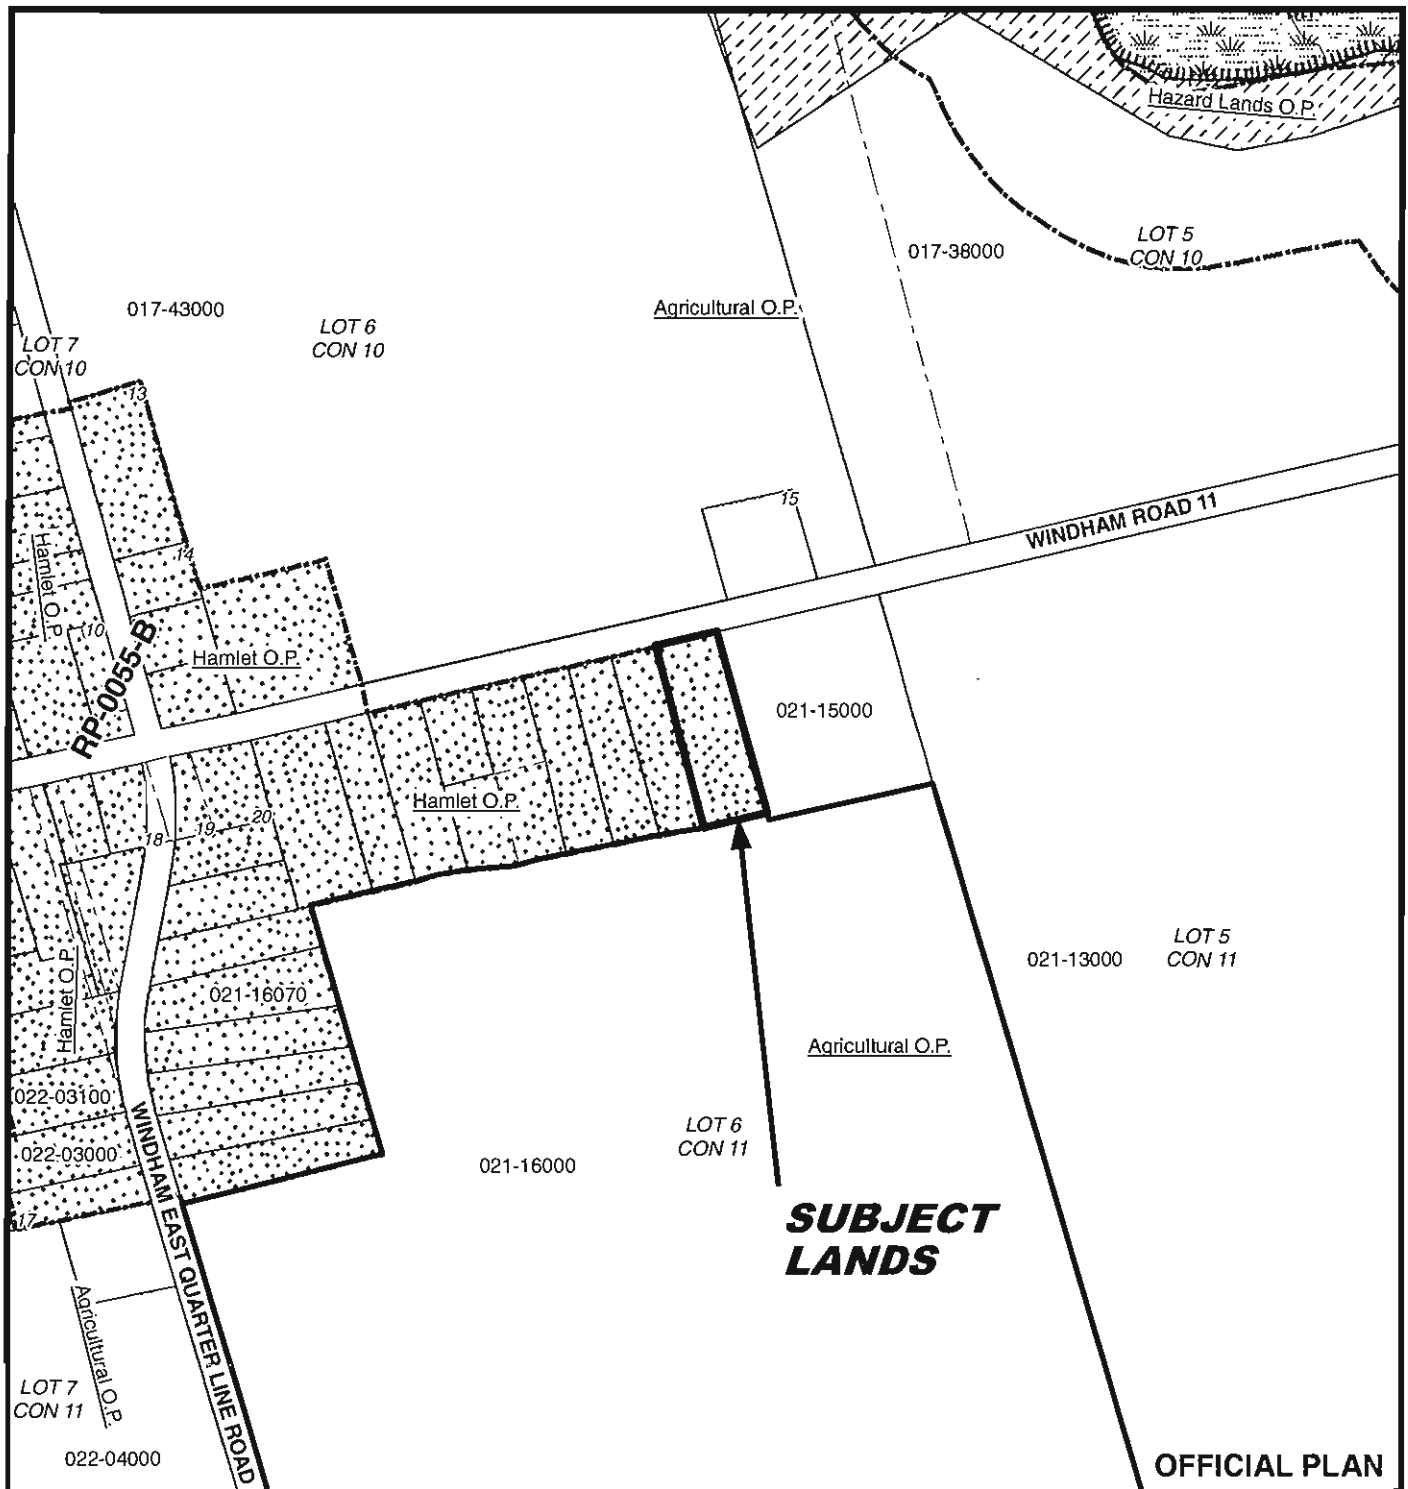 Hazard Lands O.P.
LOT 5
CON 10
017-38000
017-43000
Agricultural O.P.
LOT 6
CON 10
LOT 7
CON 10
13
15
WINDHAM ROAD 11
14
Hamlet O.P.
10
RP-0055-B
Hamlet O.P.
021-15000
Hamlet O.P.
18
19
20
Hamlet O.P.
021-16070
021-13000
LOT 5
CON 11
Agricultural O.P.
022-03100
022-03000
LOT 6
CON 11
021-16000
17
WINDHAM EAST QUARTER LINE ROAD
SUBJECT
LANDS
Agricultural O.P.
LOT 7
CON 11
022-04000
OFFICIAL PLAN